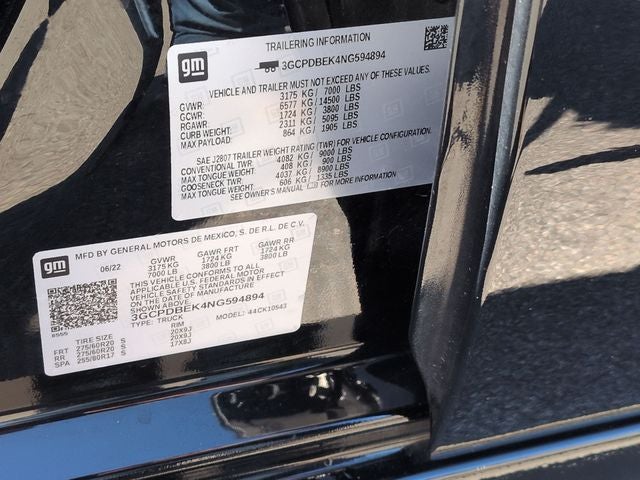 gm
TRAILERING INFORMATION
3GCPDBEK4NG594894
VEHICLE AND TRAILER MUST NOT EXCEED ANY OF THESE VALUES.
GVWR: 3175 KG/ 7000 LBS
GCWR: 6577 KG/ 14500 LBS
RGAWR: 1724 KG/ 3800 LBS
CURB WEIGHT: 2311 KG/ 5095 LBS
MAX PAYLOAD: 864 KG/ 1905 LBS
SAE J2807 TRAILER WEIGHT RATING (TWR) FOR VEHICLE CONFIGURATION.
CONVENTIONAL TWR: 4082 KG/ 9000 LBS
MAX TONGUE WEIGHT: 408 KG/ 900 LBS
GOOSENECK TWR: 4037 KG/ 8900 LBS
MAX TONGUE WEIGHT: 606 KG/ 1335 LBS
SEE OWNER'S MANUAL FOR MORE INFORMATION
gm
MFD BY GENERAL MOTORS DE MEXICO, S. DE R.L. DE C.V.
06/22 GVWR GAWR FRT GAWR RR
3175 KG 1724 KG 1724 KG
7000 LB 3800 LB 3800 LB
THIS VEHICLE CONFORMS TO ALL
APPLICABLE U.S. FEDERAL MOTOR
VEHICLE SAFETY STANDARDS IN EFFECT
ON THE DATE OF MANUFACTURE
SHOWN ABOVE.
3GCPDBEK4NG594894
TYPE: TRUCK MODEL: 44CK10543
TIRE SIZE RIM
FRT 275/60R20 S 20X9J
RR 275/60R20 S 20X9J
SPA 255/80R17 S 17X8J